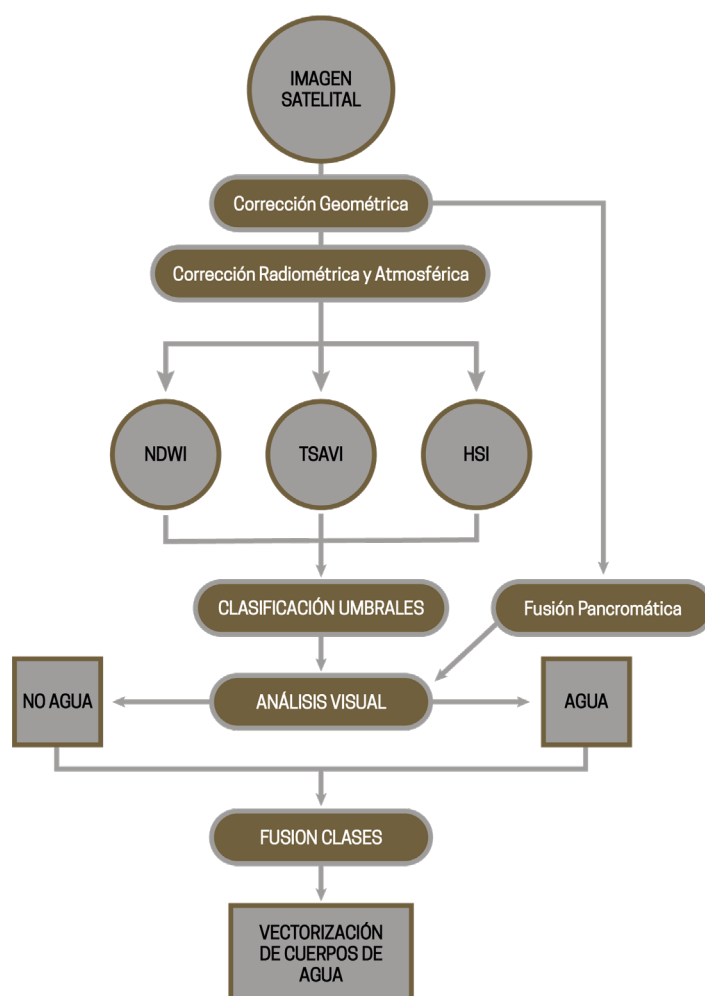 IMAGEN
SATELITAL
Corrección Geométrica
Corrección Radiométrica y Atmosférica
NDWI
TSAVI
HSI
CLASIFICACIÓN UMBRALES
Fusión Pancromática
NO AGUA
ANÁLISIS VISUAL
AGUA
FUSION CLASES
VECTORIZACIÓN
DE CUERPOS DE
AGUA